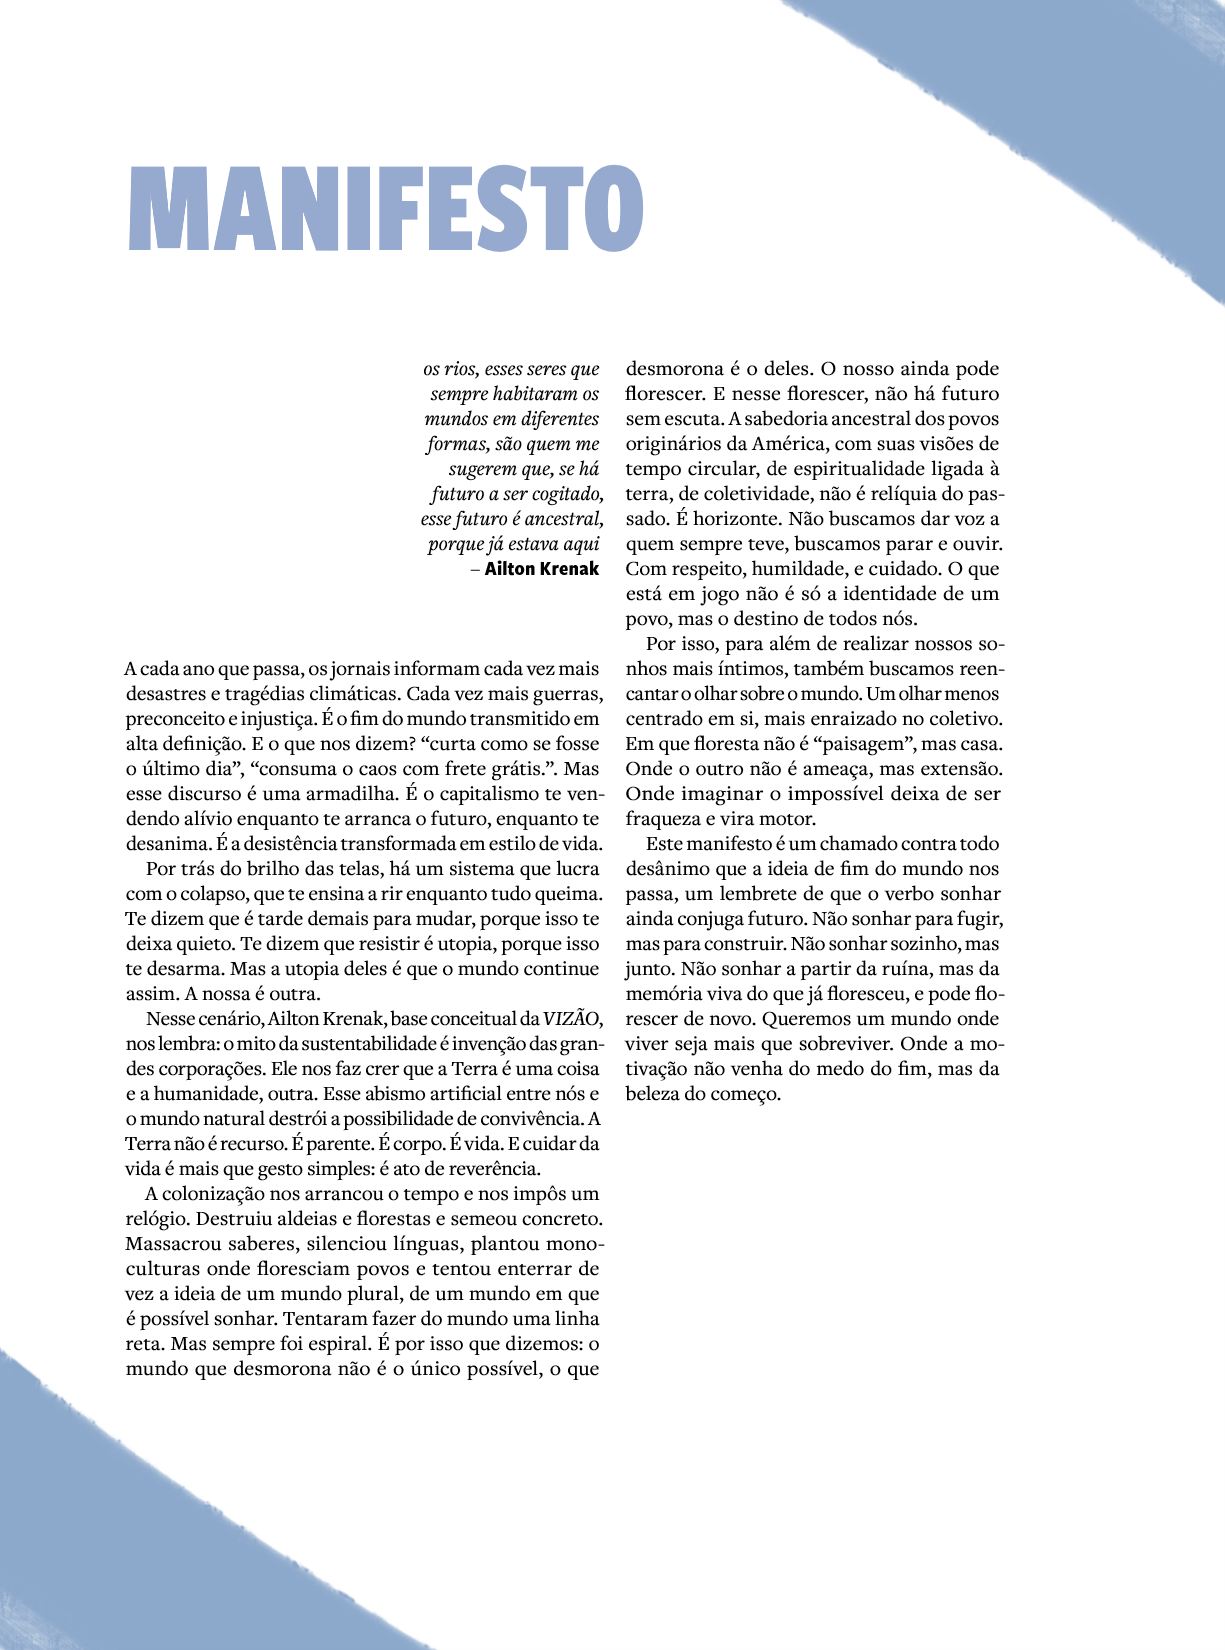 MANIFESTO
os rios, esses seres que
sempre habitaram os
mundos em diferentes
formas, são quem me
sugerem que, se há
futuro a ser cogitado,
esse futuro é ancestral,
porque já estava aqui
– Ailton Krenak
A cada ano que passa, os jornais informam cada vez mais
desastres e tragédias climáticas. Cada vez mais guerras,
preconceito e injustiça. É o fim do mundo transmitido em
alta definição. E o que nos dizem? “curta como se fosse
o último dia”, “consuma o caos com frete grátis.”. Mas
esse discurso é uma armadilha. É o capitalismo te ven-
dendo alívio enquanto te arranca o futuro, enquanto te
desanima. É a desistência transformada em estilo de vida.
Por trás do brilho das telas, há um sistema que lucra
com o colapso, que te ensina a rir enquanto tudo queima.
Te dizem que é tarde demais para mudar, porque isso te
deixa quieto. Te dizem que resistir é utopia, porque isso
te desarma. Mas a utopia deles é que o mundo continue
assim. A nossa é outra.
Nesse cenário, Ailton Krenak, base conceitual da VIZÃO,
nos lembra: o mito da sustentabilidade é invenção das gran-
des corporações. Ele nos faz crer que a Terra é uma coisa
e a humanidade, outra. Esse abismo artificial entre nós e
o mundo natural destrói a possibilidade de convivência. A
Terra não é recurso. É parente. É corpo. É vida. E cuidar da
vida é mais que gesto simples: é ato de reverência.
A colonização nos arrancou o tempo e nos impôs um
relógio. Destruiu aldeias e florestas e semeou concreto.
Massacrou saberes, silenciou línguas, plantou mono-
culturas onde floresciam povos e tentou enterrar de
vez a ideia de um mundo plural, de um mundo em que
é possível sonhar. Tentaram fazer do mundo uma linha
reta. Mas sempre foi espiral. É por isso que dizemos: o
mundo que desmorona não é o único possível, o que
desmorona é o deles. O nosso ainda pode
florescer. E nesse florescer, não há futuro
sem escuta. A sabedoria ancestral dos povos
originários da América, com suas visões de
tempo circular, de espiritualidade ligada à
terra, de coletividade, não é relíquia do pas-
sado. É horizonte. Não buscamos dar voz a
quem sempre teve, buscamos parar e ouvir.
Com respeito, humildade, e cuidado. O que
está em jogo não é só a identidade de um
povo, mas o destino de todos nós.
Por isso, para além de realizar nossos so-
nhos mais íntimos, também buscamos reen-
cantar o olhar sobre o mundo. Um olhar menos
centrado em si, mais enraizado no coletivo.
Em que floresta não é “paisagem”, mas casa.
Onde o outro não é ameaça, mas extensão.
Onde imaginar o impossível deixa de ser
fraqueza e vira motor.
Este manifesto é um chamado contra todo
desânimo que a ideia de fim do mundo nos
passa, um lembrete de que o verbo sonhar
ainda conjuga futuro. Não sonhar para fugir,
mas para construir. Não sonhar sozinho, mas
junto. Não sonhar a partir da ruína, mas da
memória viva do que já floresceu, e pode flo-
rescer de novo. Queremos um mundo onde
viver seja mais que sobreviver. Onde a mo-
tivação não venha do medo do fim, mas da
beleza do começo.